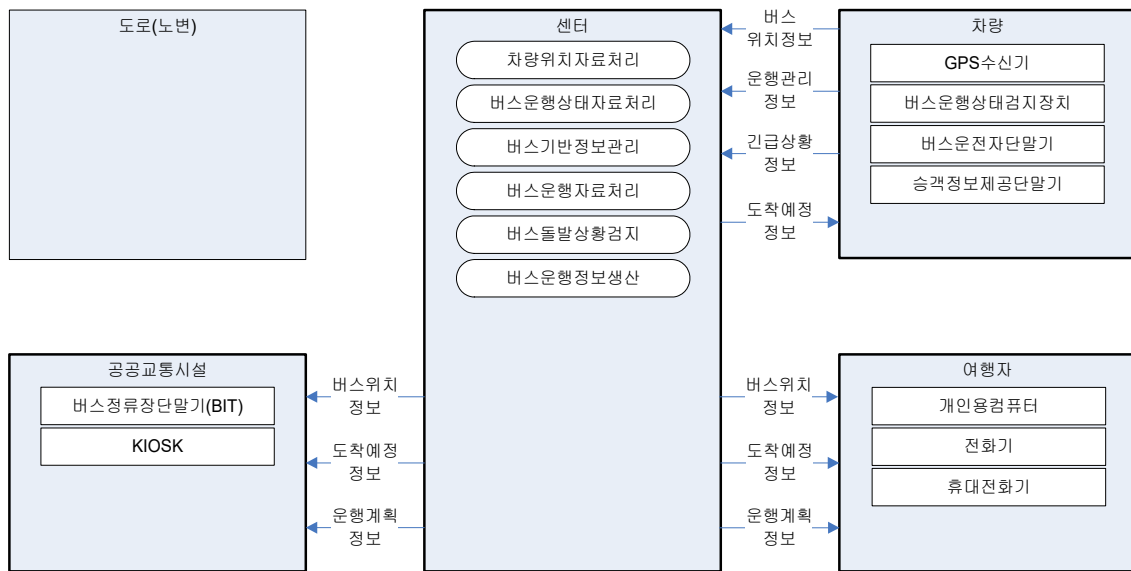 도로(노변)
센터
차량위치자료처리
버스운행상태자료처리
버스기반정보관리
버스운행자료처리
버스돌발상황검지
버스운행정보생산
버스
위치정보
운행관리
정보
긴급상황
정보
도착예정
정보
차량
GPS수신기
버스운행상태검지장치
버스운전자단말기
승객정보제공단말기
공공교통시설
버스정류장단말기(BIT)
KIOSK
버스위치
정보
도착예정
정보
운행계획
정보
버스위치
정보
도착예정
정보
운행계획
정보
여행자
개인용컴퓨터
전화기
휴대전화기